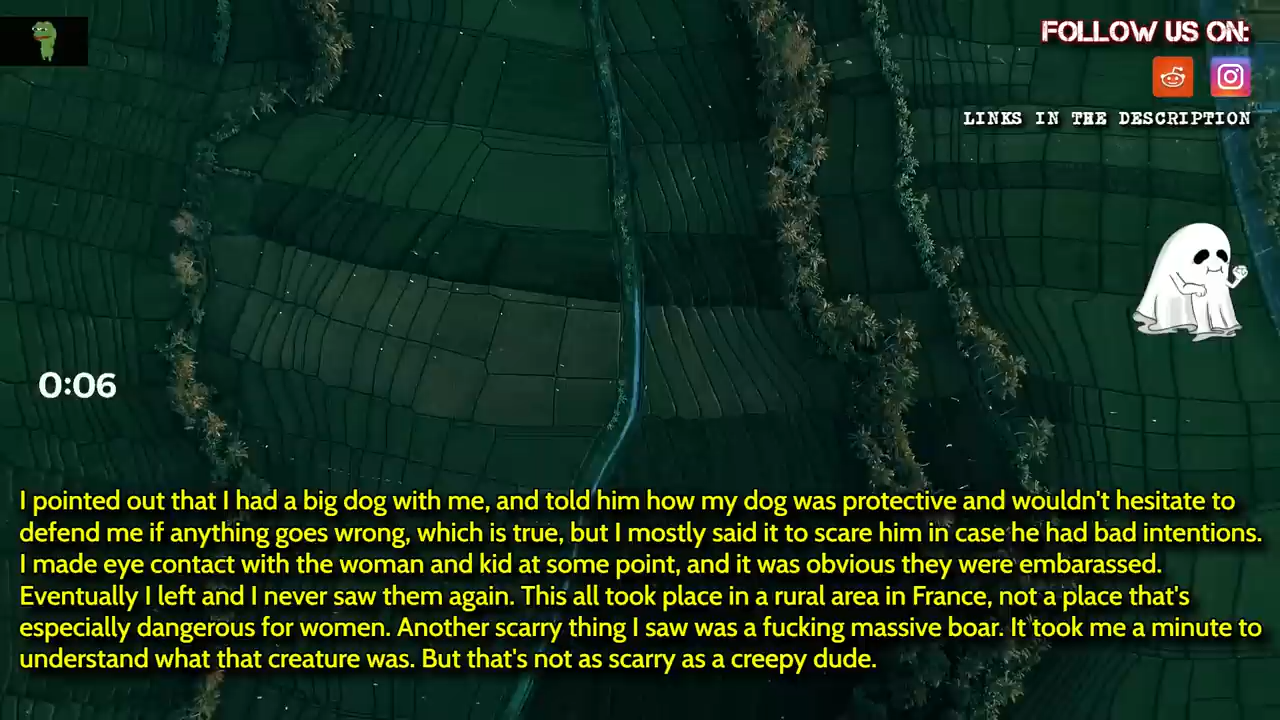 FOLLOW US ON:
LINKS IN THE DESCRIPTION
0:06
I pointed out that I had a big dog with me, and told him how my dog was protective and wouldn't hesitate to
defend me if anything goes wrong, which is true, but I mostly said it to scare him in case he had bad intentions.
I made eye contact with the woman and kid at some point, and it was obvious they were embarassed.
Eventually I left and I never saw them again. This all took place in a rural area in France, not a place that's
especially dangerous for women. Another scarry thing I saw was a fucking massive boar. It took me a minute to
understand what that creature was. But that's not as scarry as a creepy dude.